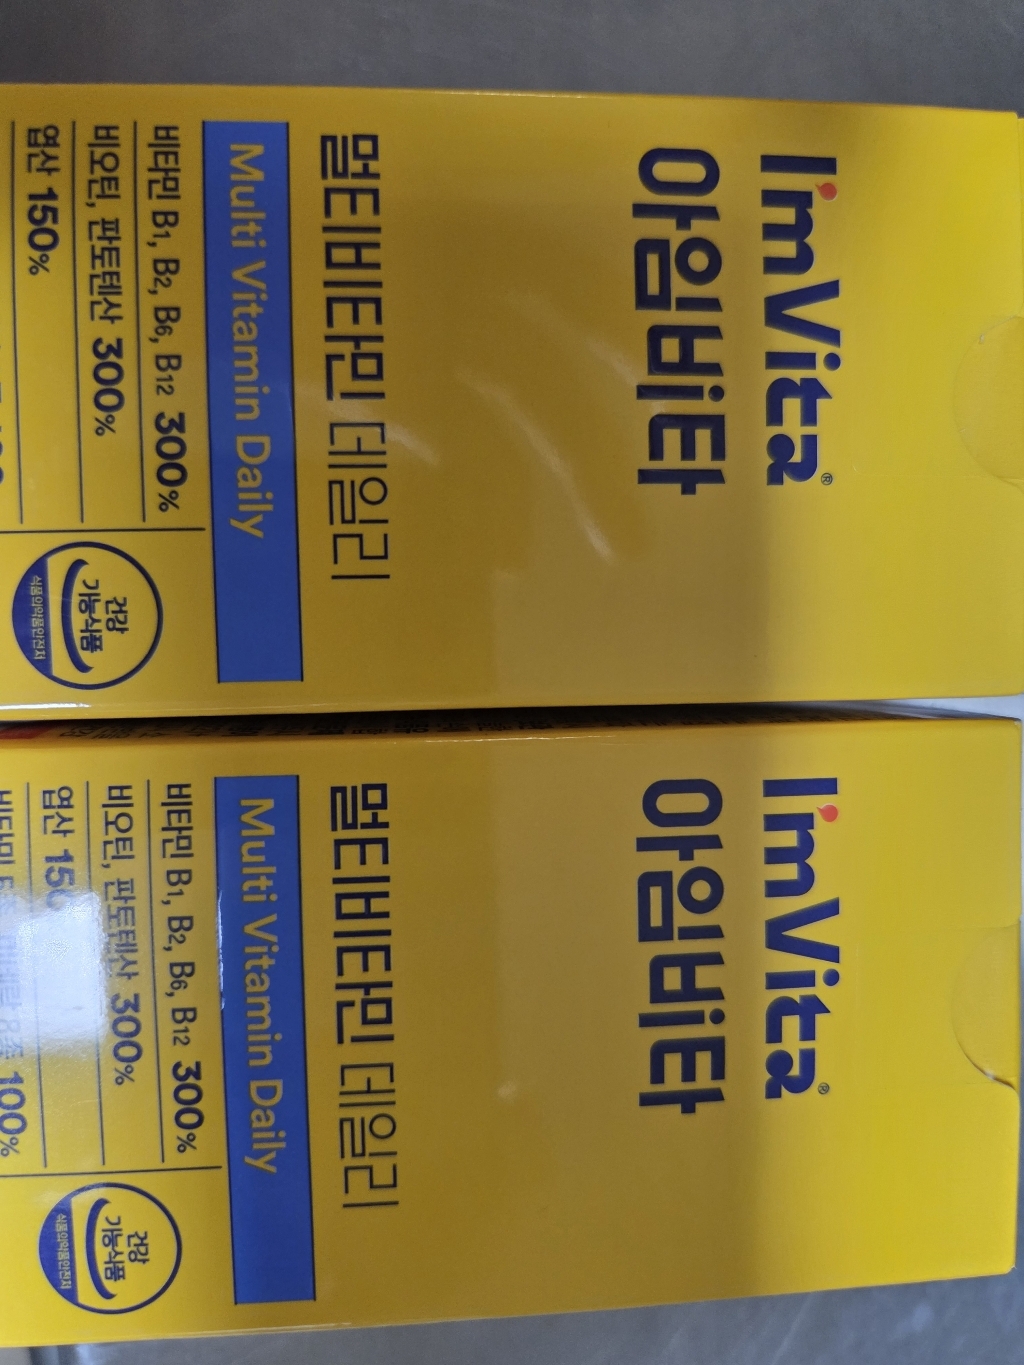 I'mVita®
아임비타
멀티비타민 데일리
Multi Vitamin Daily
비타민 B1, B2, B6, B12 300%
비오틴, 판토텐산 300%
엽산 150%
건강
기능식품
식품의약품안전처
I'mVita®
아임비타
멀티비타민 데일리
Multi Vitamin Daily
비타민 B1, B2, B6, B12 300%
비오틴, 판토텐산 300%
엽산
100%
건강
기능식품
식품의약품안전처